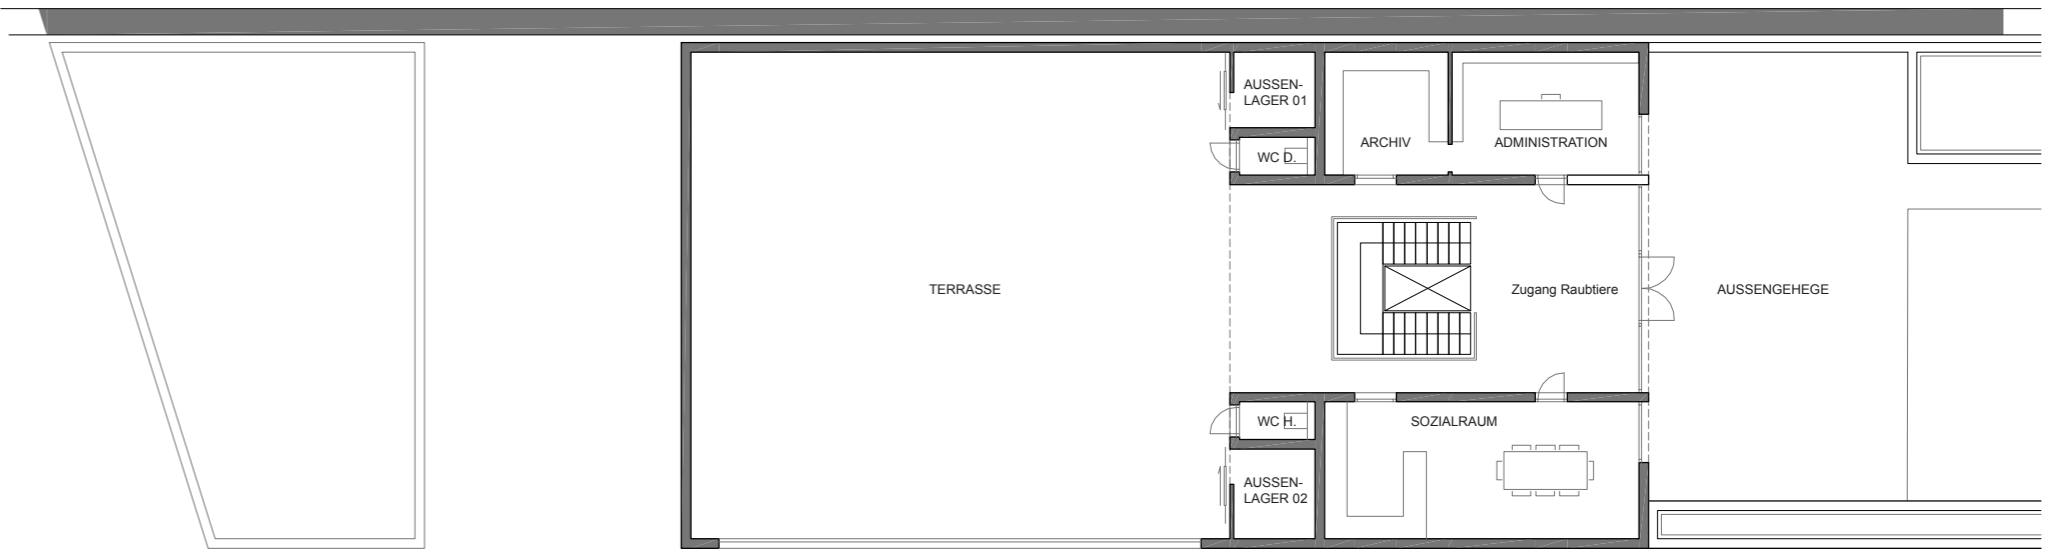 AUSSEN-
LAGER 01
ARCHIV
ADMINISTRATION
WC D.
TERRASSE
Zugang Raubtiere
AUSSENGEHEGE
WC H.
SOZIALRAUM
AUSSEN-
LAGER 02